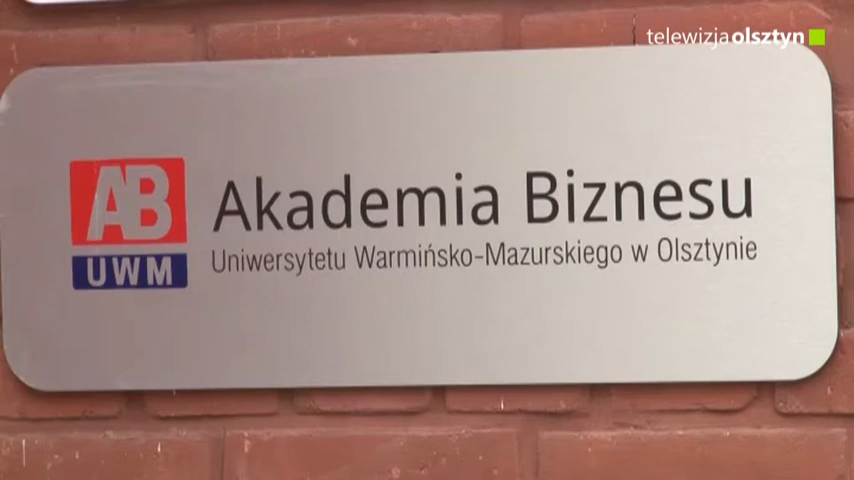 telewizjaolsztyn
AB
UWM
Akademia Biznesu
Uniwersytetu Warmińsko-Mazurskiego w Olsztynie